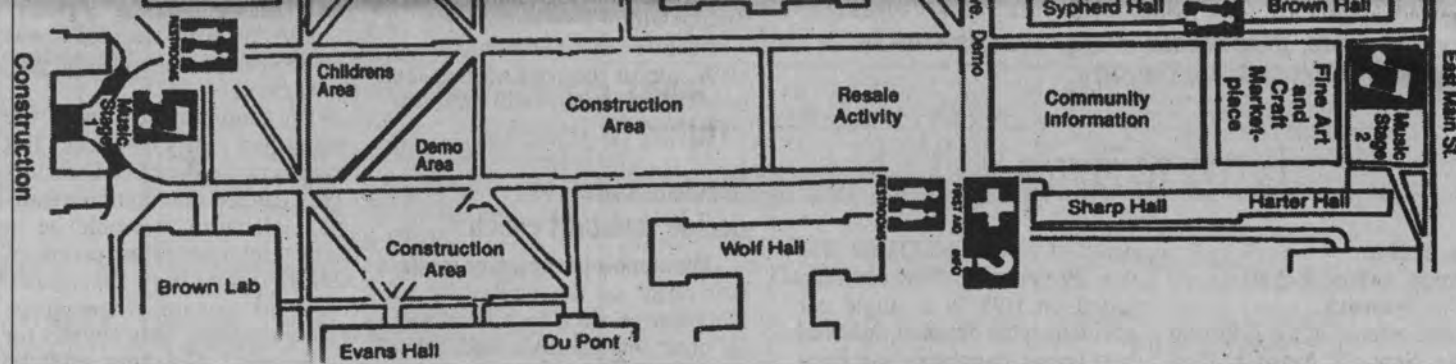 ve.
Sypherd Hall
Brown Hall
RESTROOMS
Construction
Childrens
Area
Music
Stage
1
Demo
Construction
Area
Resale
Activity
Demo
Community
Information
Fine Art
and
Craft
Market-
place
Music
Stage
2
East Main St.
Demo
Area
RESTROOMS
FIRST AID
INFO
Sharp Hall
Harter Hall
Construction
Area
Wolf Hall
Brown Lab
Evans Hall
Du Pont